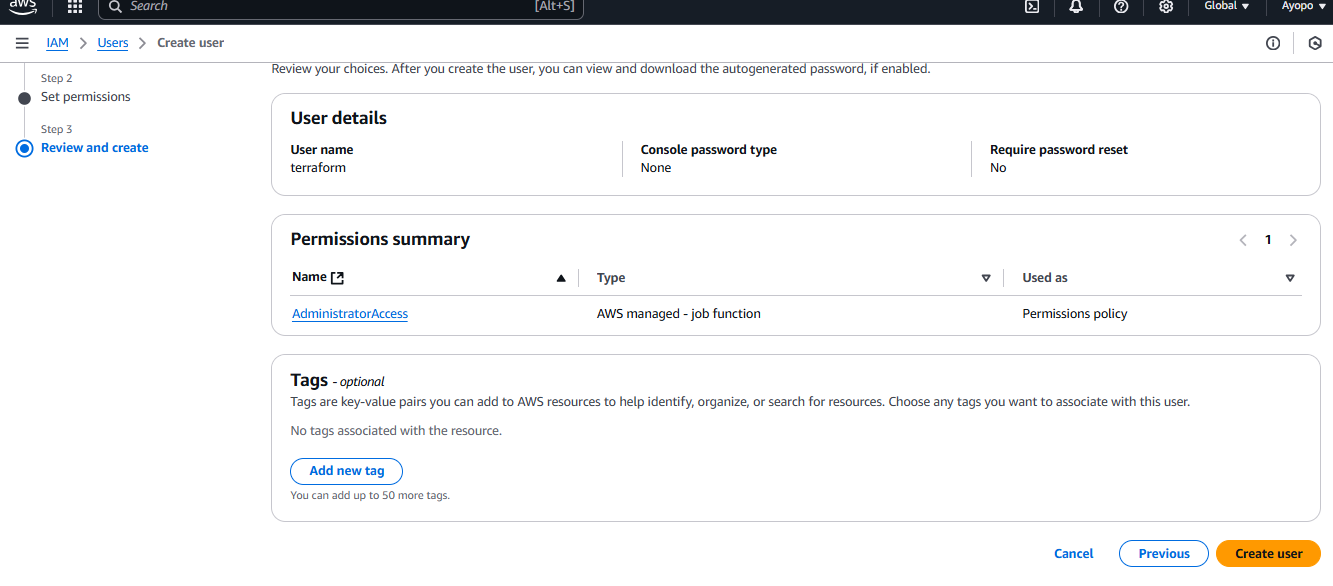 aws
Search [Alt+S] Global Ayopo
IAM > Users > Create user
Review your choices. After you create the user, you can view and download the autogenerated password, if enabled.
Step 2
Set permissions
Step 3
Review and create
User details
User name Console password type Require password reset
terraform None No
Permissions summary 1
Name Type Used as
AdministratorAccess AWS managed - job function Permissions policy
Tags - optional
Tags are key-value pairs you can add to AWS resources to help identify, organize, or search for resources. Choose any tags you want to associate with this user.
No tags associated with the resource.
Add new tag
You can add up to 50 more tags.
Cancel Previous Create user